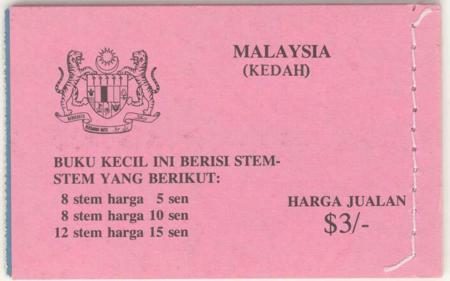 MALAYSIA
(KEDAH)
BUKU KECIL INI BERISI STEM-
STEM YANG BERIKUT:
8 stem harga 5 sen
8 stem harga 10 sen
12 stem harga 15 sen
HARGA JUALAN
$3/-